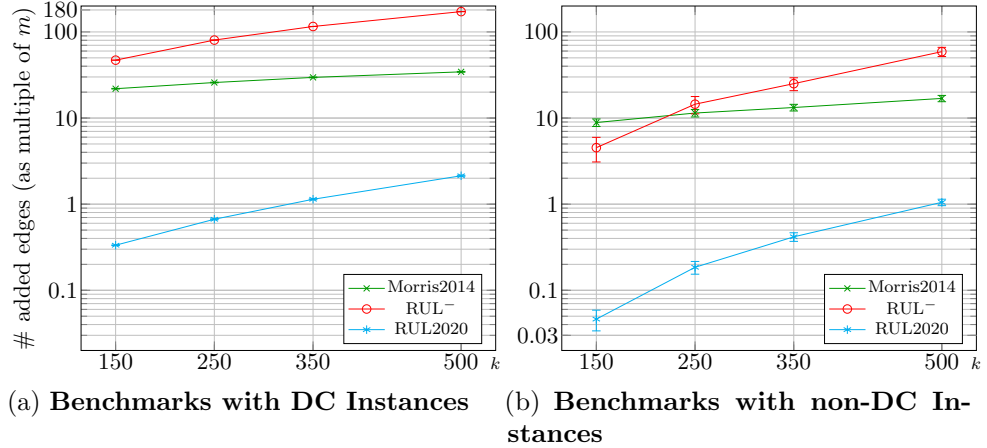 # added edges (as multiple of m)
180
100
10
1
0.1
150
250
350
500
k
Morris2014
RUL⁻
RUL2020
(a) Benchmarks with DC Instances
100
10
1
0.1
0.03
150
250
350
500
k
Morris2014
RUL⁻
RUL2020
(b) Benchmarks with non-DC In-
stances